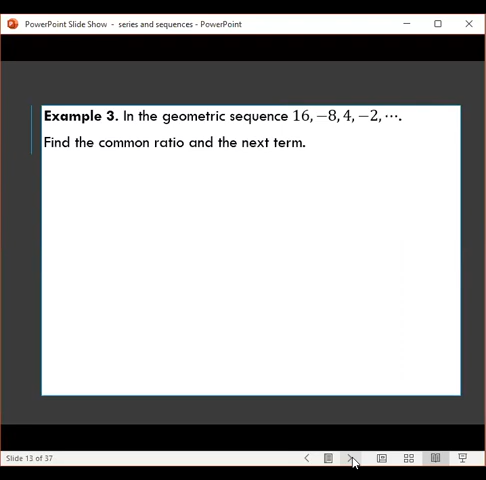 PowerPoint Slide Show - series and sequences - PowerPoint
Example 3. In the geometric sequence 16, −8, 4, −2, ⋯.
Find the common ratio and the next term.
Slide 13 of 37